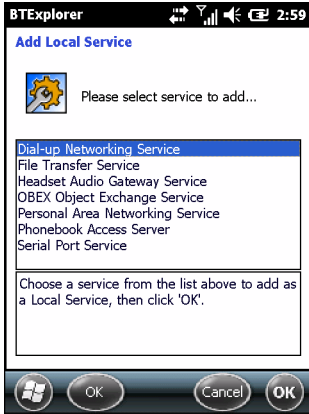 BTExplorer 2:59
Add Local Service
Please select service to add...
Dial-up Networking Service
File Transfer Service
Headset Audio Gateway Service
OBEX Object Exchange Service
Personal Area Networking Service
Phonebook Access Server
Serial Port Service
Choose a service from the list above to add as
a Local Service, then click 'OK'.
OK Cancel OK